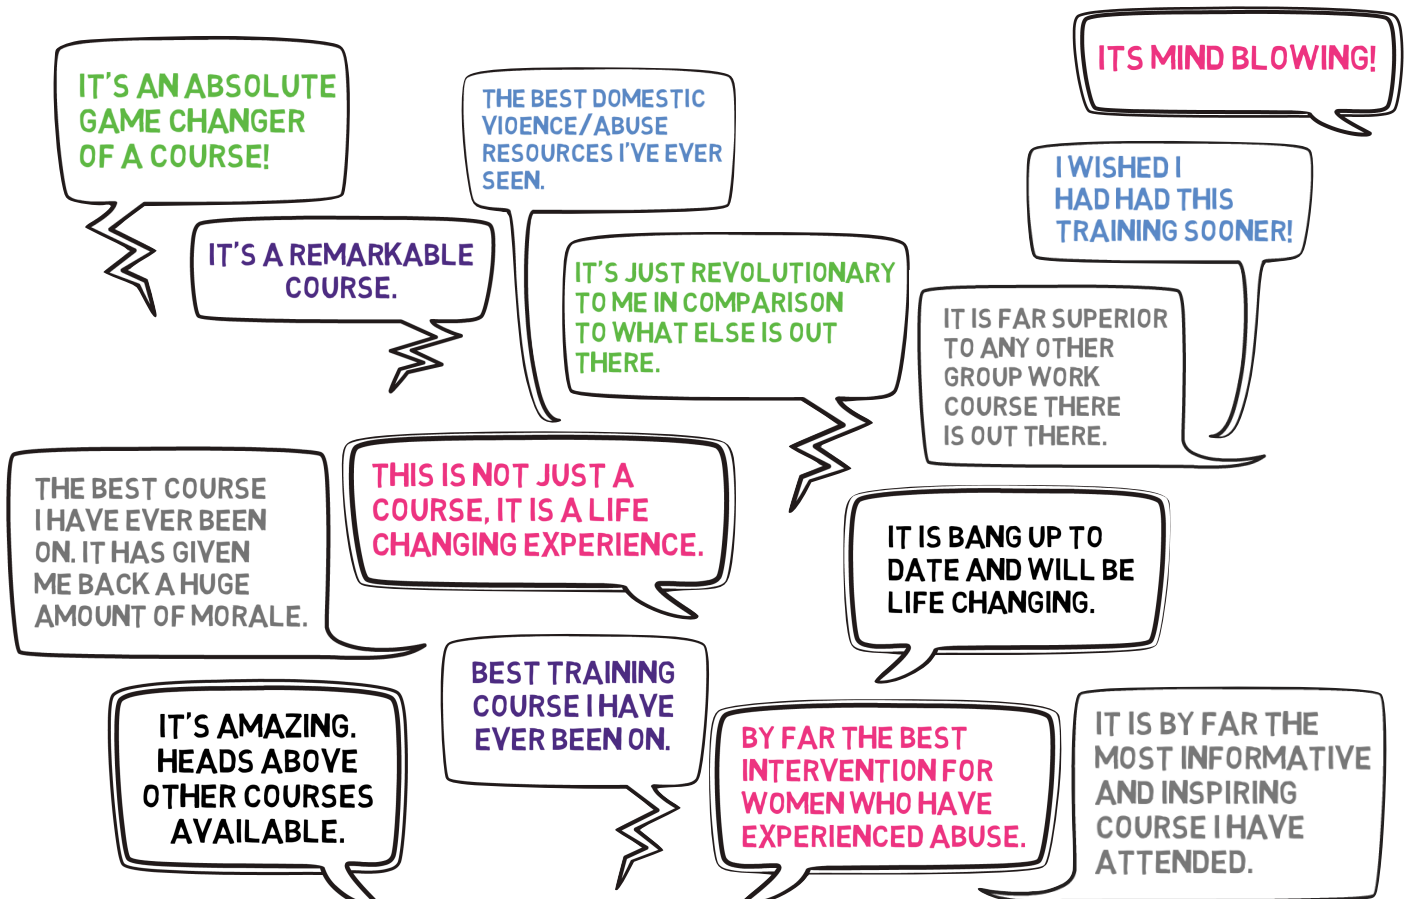 IT'S AN ABSOLUTE
GAME CHANGER
OF A COURSE!
THE BEST DOMESTIC
VIOENCE/ABUSE
RESOURCES I'VE EVER
SEEN.
ITS MIND BLOWING!
I WISHED I
HAD HAD THIS
TRAINING SOONER!
IT'S A REMARKABLE
COURSE.
IT'S JUST REVOLUTIONARY
TO ME IN COMPARISON
TO WHAT ELSE IS OUT
THERE.
IT IS FAR SUPERIOR
TO ANY OTHER
GROUP WORK
COURSE THERE
IS OUT THERE.
THE BEST COURSE
I HAVE EVER BEEN
ON. IT HAS GIVEN
ME BACK A HUGE
AMOUNT OF MORALE.
THIS IS NOT JUST A
COURSE, IT IS A LIFE
CHANGING EXPERIENCE.
IT IS BANG UP TO
DATE AND WILL BE
LIFE CHANGING.
IT'S AMAZING.
HEADS ABOVE
OTHER COURSES
AVAILABLE.
BEST TRAINING
COURSE I HAVE
EVER BEEN ON.
BY FAR THE BEST
INTERVENTION FOR
WOMEN WHO HAVE
EXPERIENCED ABUSE.
IT IS BY FAR THE
MOST INFORMATIVE
AND INSPIRING
COURSE I HAVE
ATTENDED.